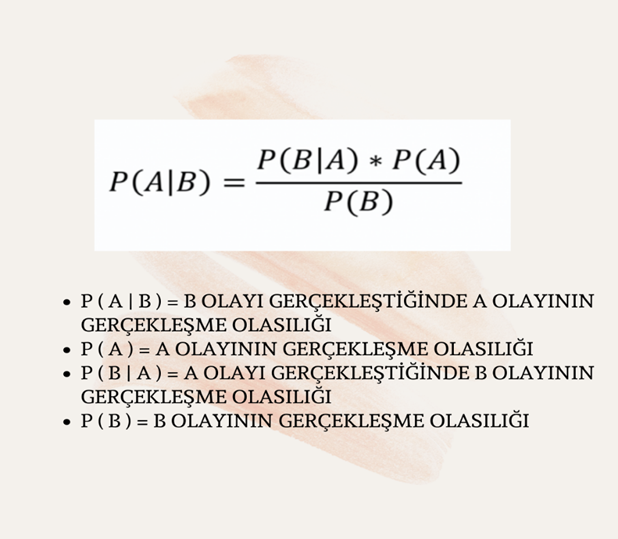 P(A|B) = P(B|A) * P(A) / P(B)
• P ( A | B ) = B OLAYI GERÇEKLEŞTİĞİNDE A OLAYININ
GERÇEKLEŞME OLASILIĞI
• P ( A ) = A OLAYININ GERÇEKLEŞME OLASILIĞI
• P ( B | A ) = A OLAYI GERÇEKLEŞTİĞİNDE B OLAYININ
GERÇEKLEŞME OLASILIĞI
• P ( B ) = B OLAYININ GERÇEKLEŞME OLASILIĞI